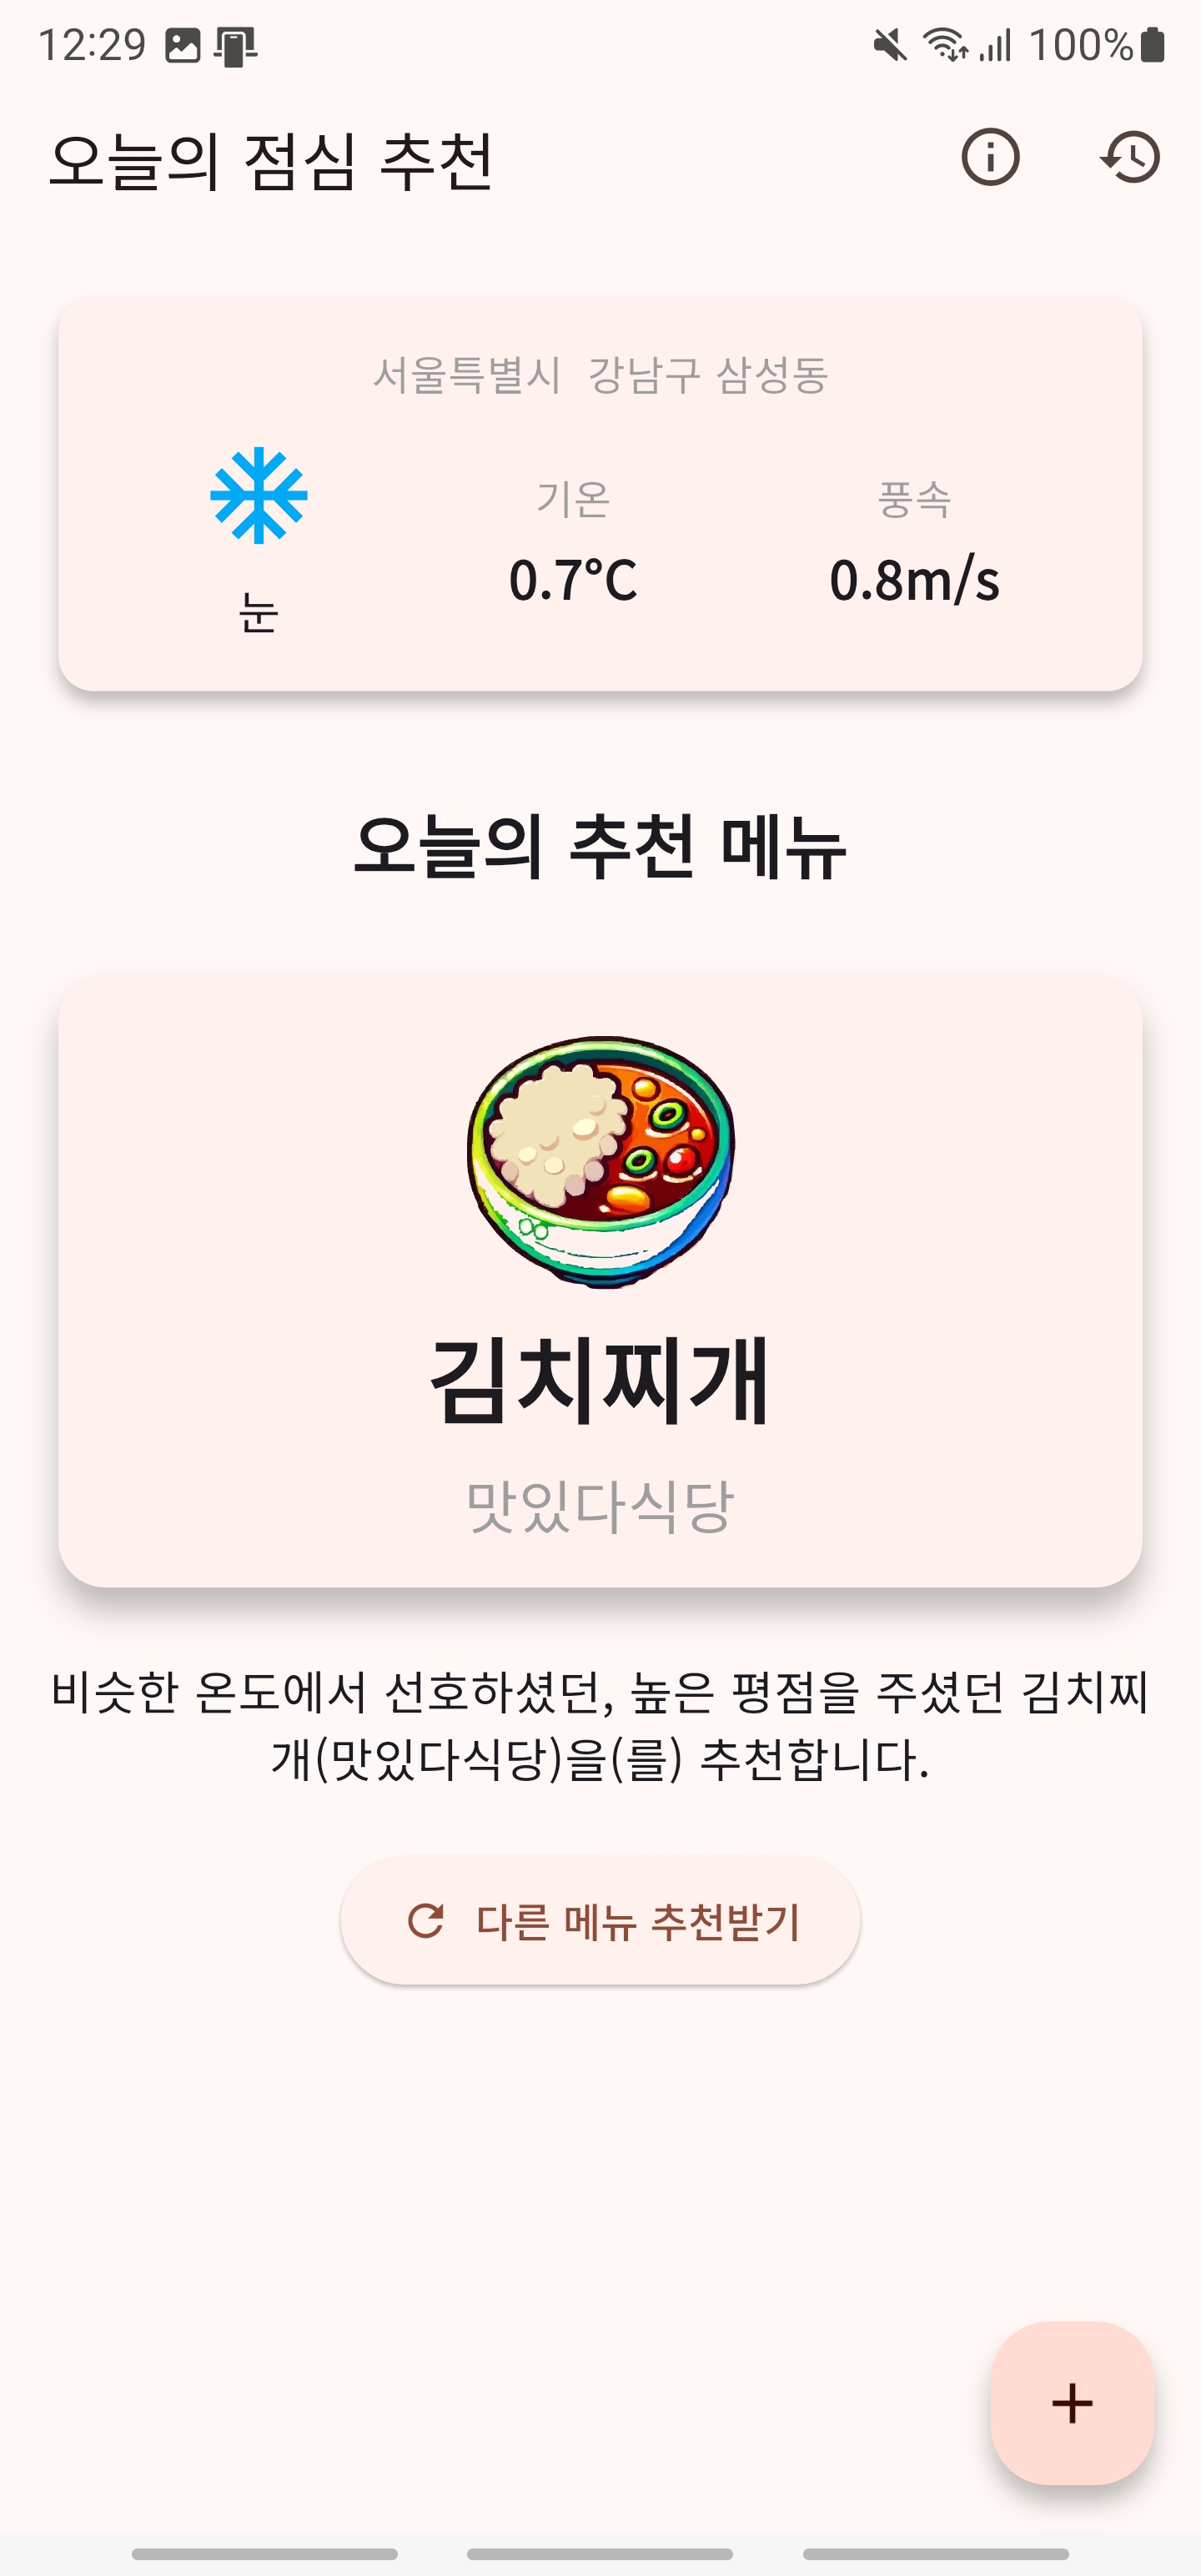 12:29
100%
오늘의 점심 추천
서울특별시  강남구 삼성동
기온
풍속
0.7°C
0.8m/s
눈
오늘의 추천 메뉴
김치찌개
맛있다식당
비슷한 온도에서 선호하셨던, 높은 평점을 주셨던 김치찌
개(맛있다식당)을(를) 추천합니다.
다른 메뉴 추천받기